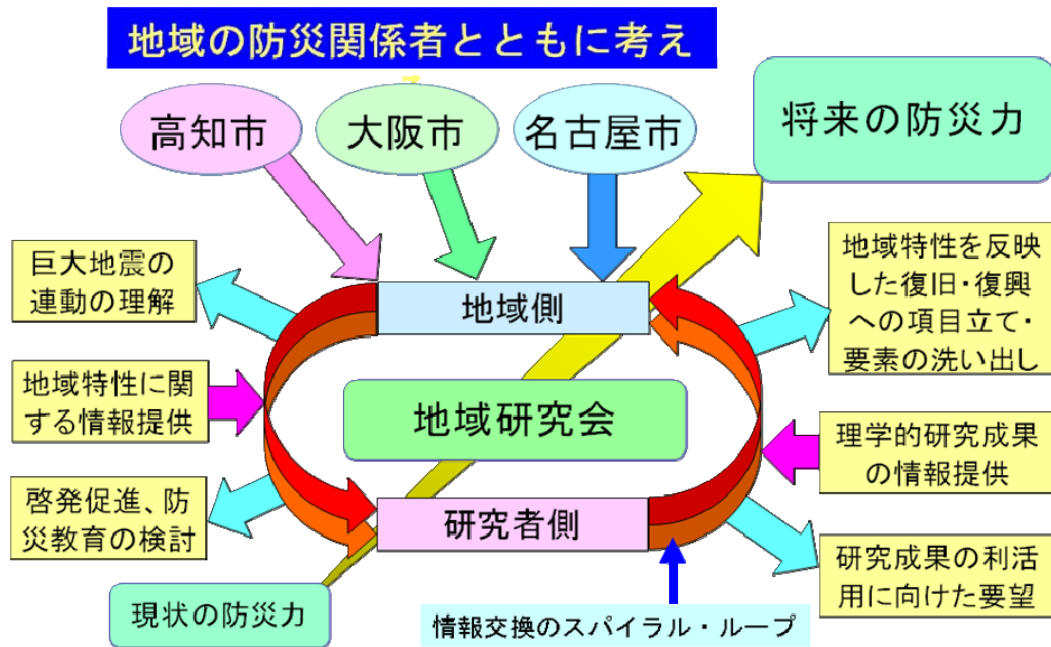 地域の防災関係者とともに考え
高知市
大阪市
名古屋市
将来の防災力
巨大地震の
連動の理解
地域側
地域特性を反映
した復旧・復興
への項目立て・
要素の洗い出し
地域特性に関
する情報提供
地域研究会
理学的研究成果
の情報提供
啓発促進、防
災教育の検討
研究者側
研究成果の利活
用に向けた要望
現状の防災力
情報交換のスパイラル・ループ